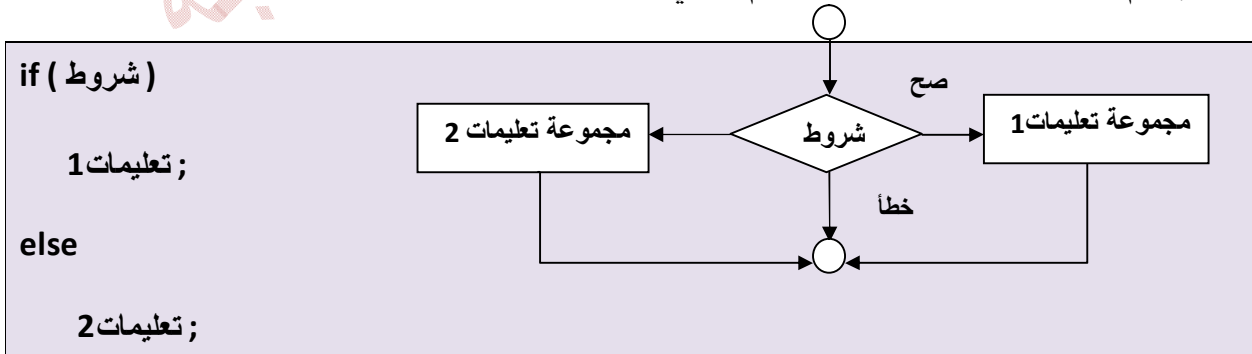 if ( شروط )
تعليمات1 ;
else
تعليمات2 ;
صح
مجموعة تعليمات1
شروط
مجموعة تعليمات 2
خطأ